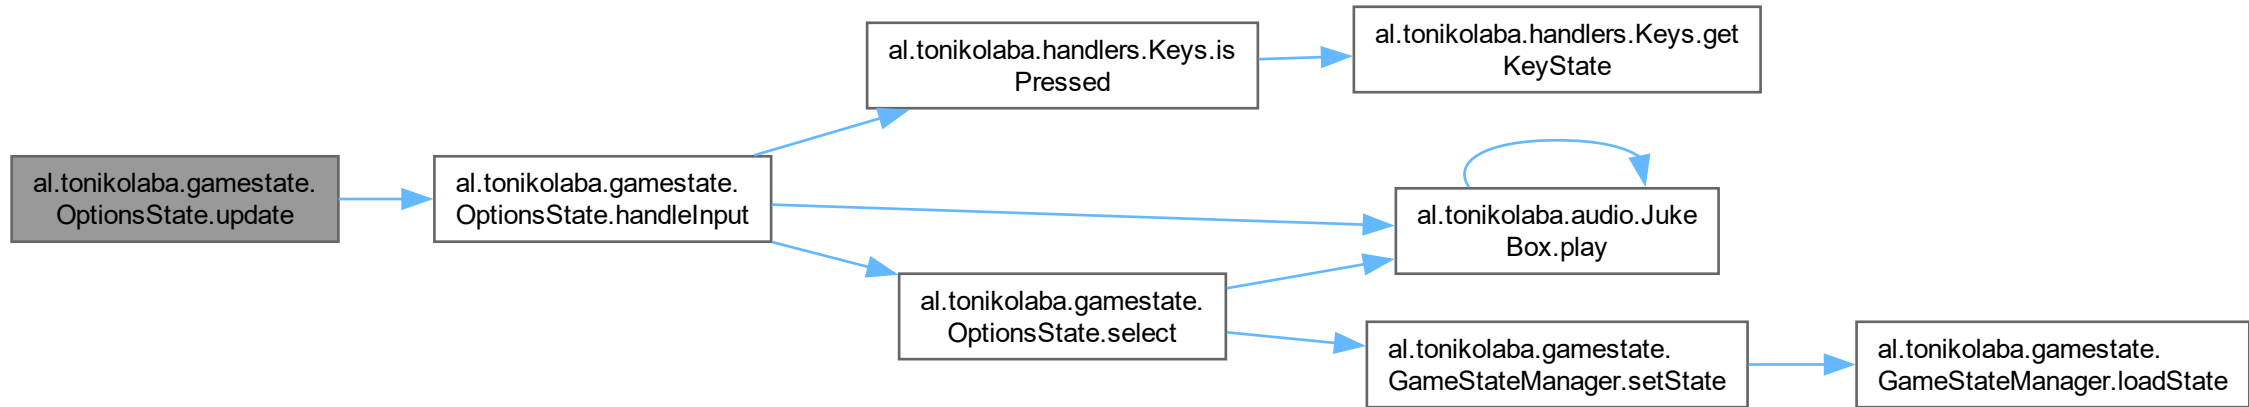 al.tonikolaba.gamestate.
OptionsState.update
al.tonikolaba.gamestate.
OptionsState.handleInput
al.tonikolaba.handlers.Keys.is
Pressed
al.tonikolaba.handlers.Keys.get
KeyState
al.tonikolaba.audio.Juke
Box.play
al.tonikolaba.gamestate.
OptionsState.select
al.tonikolaba.gamestate.
GameStateManager.setState
al.tonikolaba.gamestate.
GameStateManager.loadState